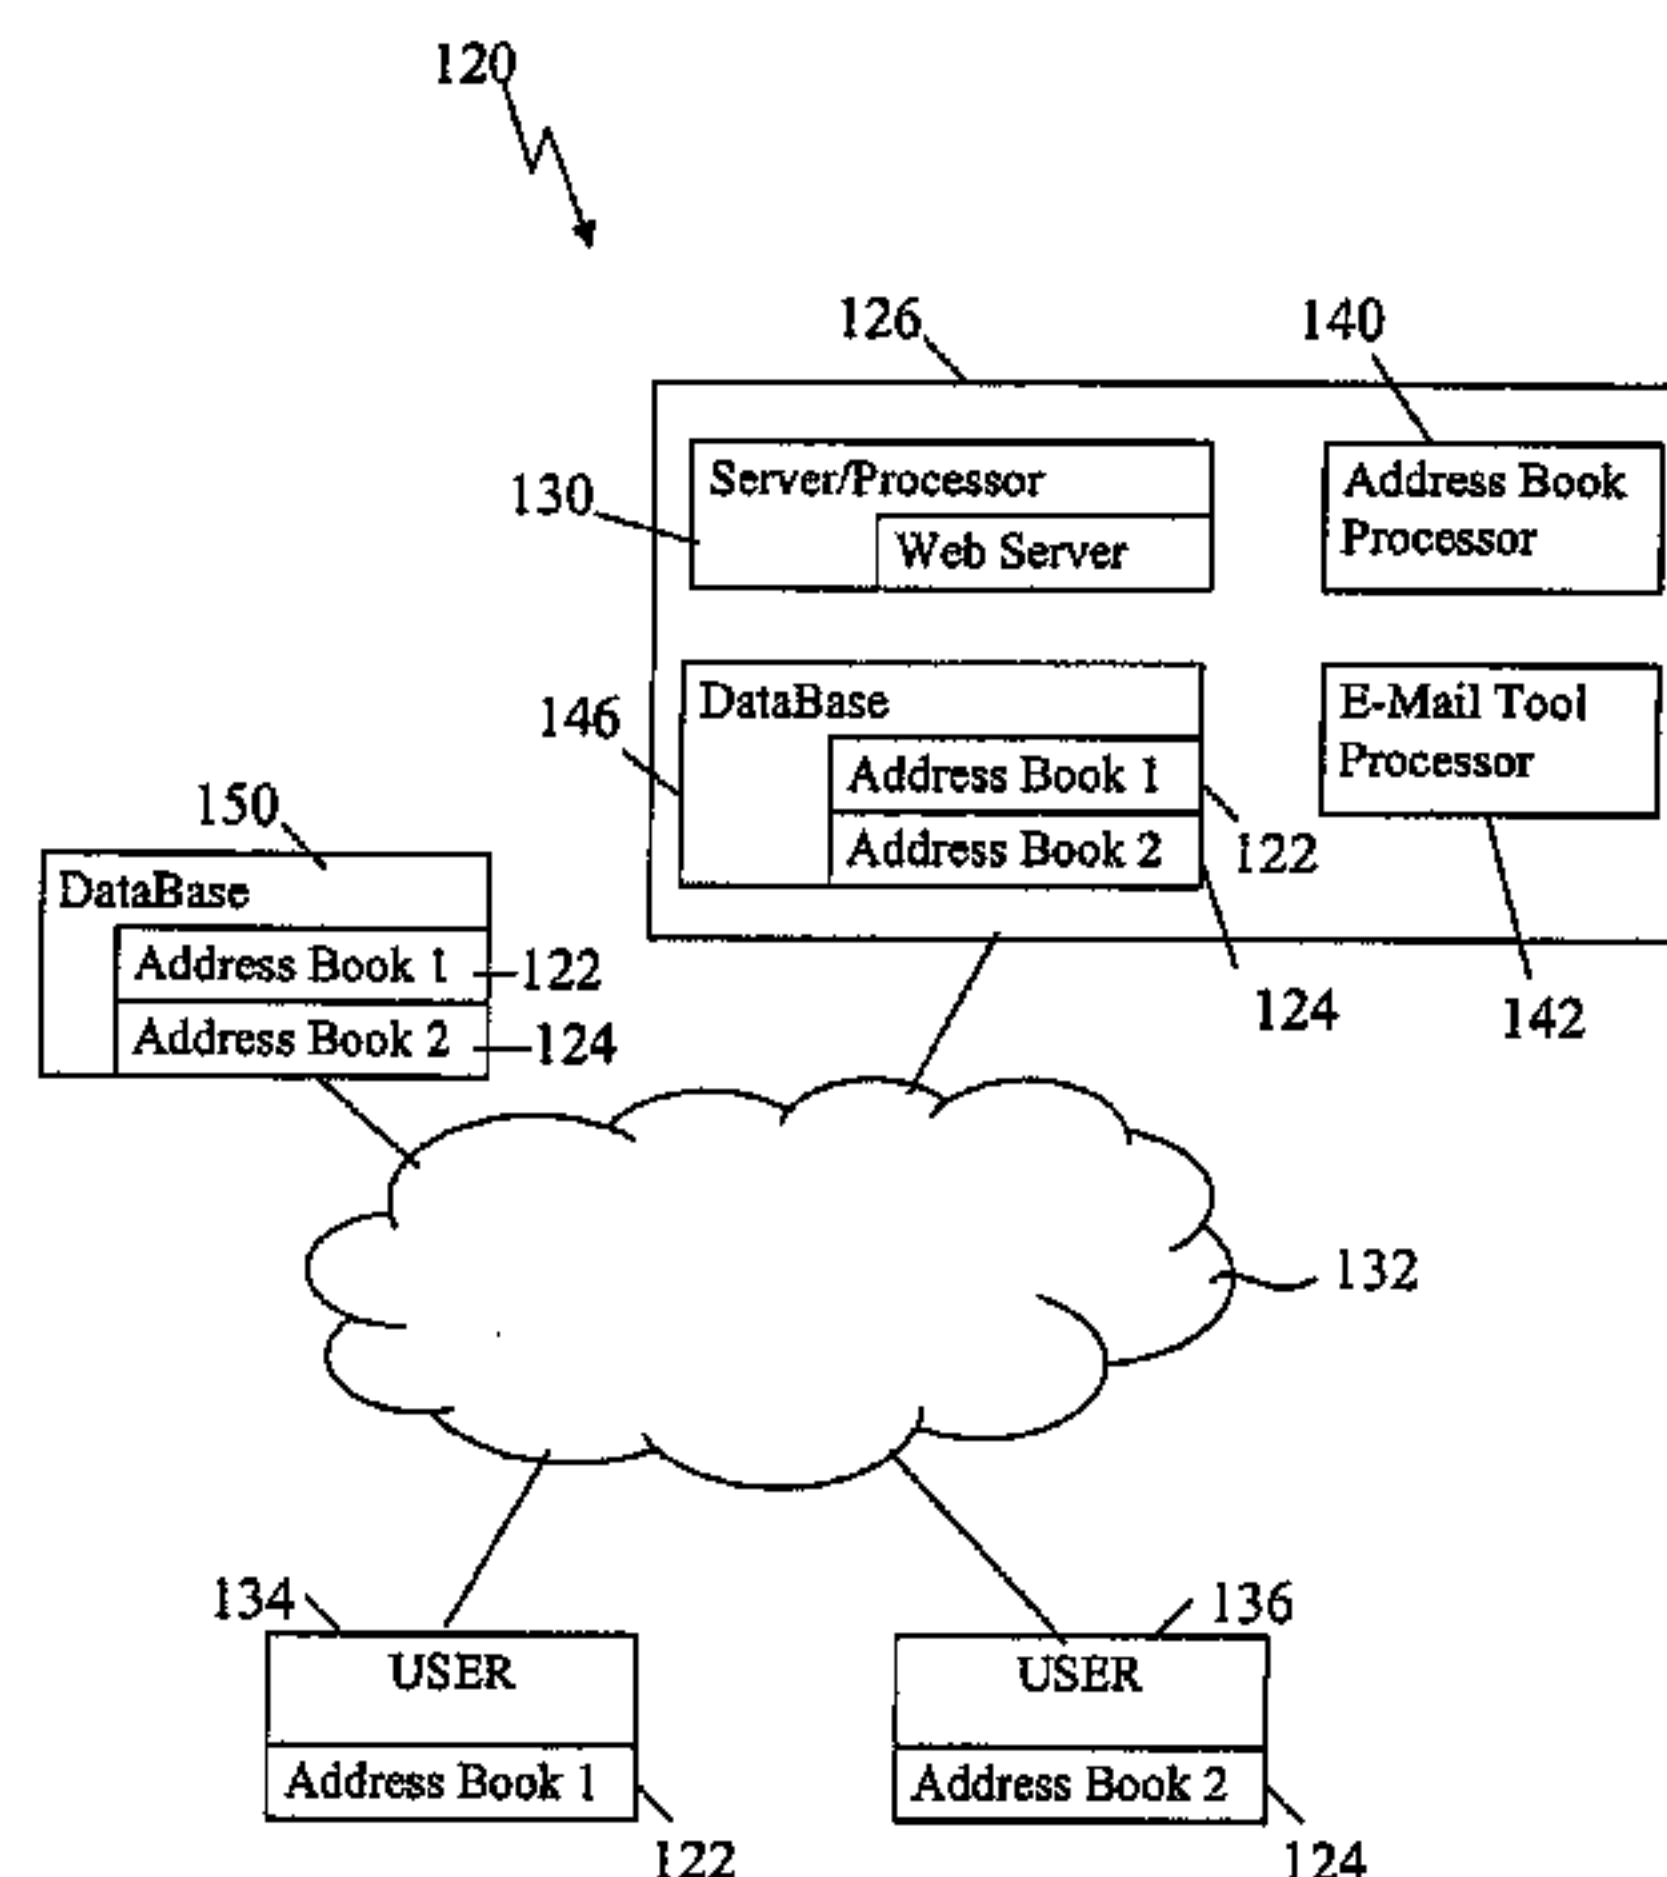 120
126
140
Server/Processor
Web Server
130
Address Book
Processor
DataBase
Address Book 1
Address Book 2
146
122
124
E-Mail Tool
Processor
142
150
DataBase
Address Book 1
122
Address Book 2
124
132
134
USER
Address Book 1
122
136
USER
Address Book 2
124